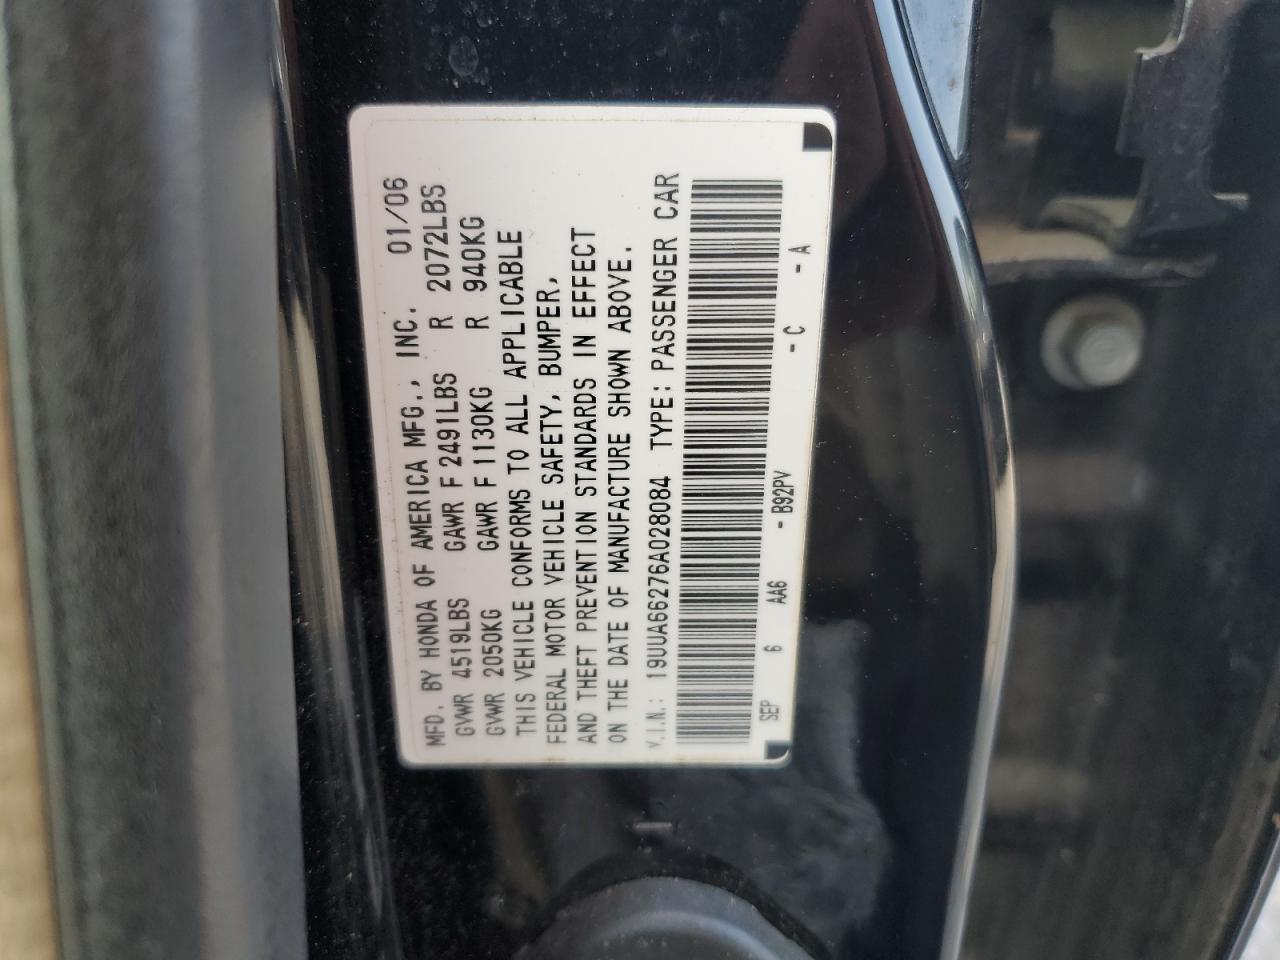 MFD. BY HONDA OF AMERICA MFG., INC. 01/06
GVWR 4519LBS GAWR F 2491LBS R 2072LBS
GVWR 2050KG GAWR F 1130KG R 940KG
THIS VEHICLE CONFORMS TO ALL APPLICABLE
FEDERAL MOTOR VEHICLE SAFETY, BUMPER,
AND THEFT PREVENTION STANDARDS IN EFFECT
ON THE DATE OF MANUFACTURE SHOWN ABOVE.
V.I.N.: 19UUA66276A028084 TYPE: PASSENGER CAR
SEP 6 AA6 - B92PV - C - A